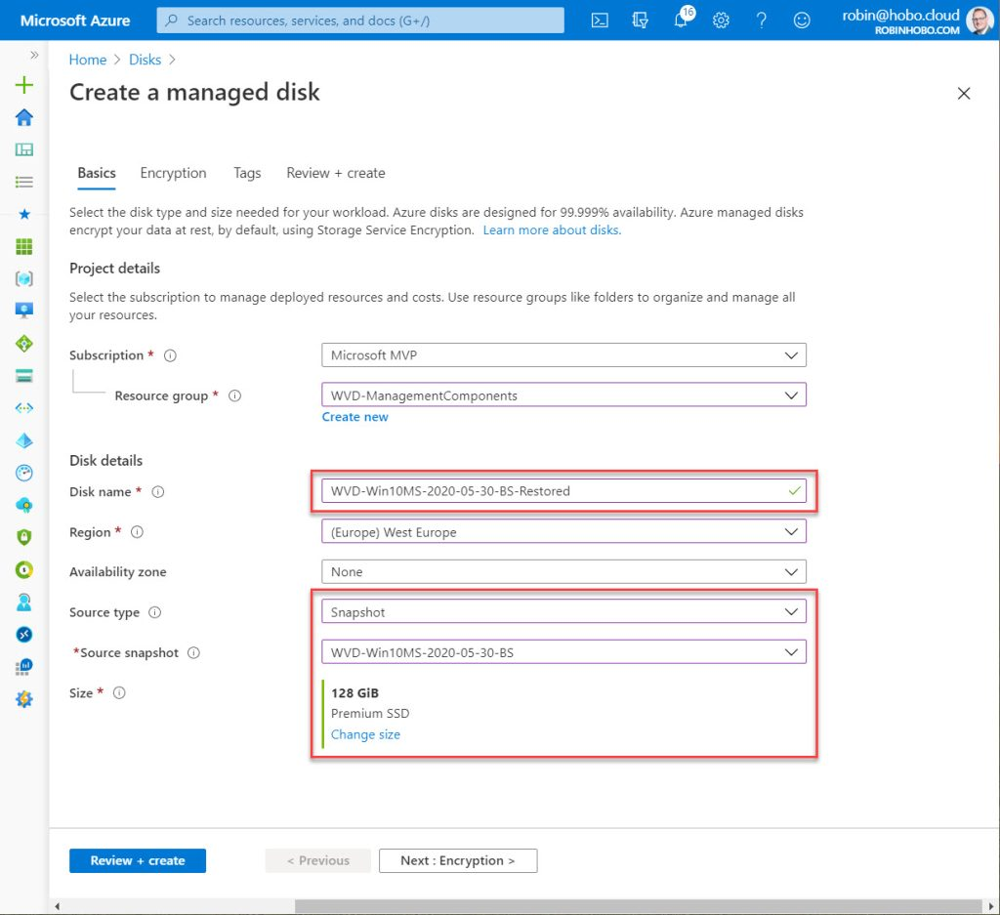 Microsoft Azure
Search resources, services, and docs (G+/)
16
robin@hobo.cloud
ROBINHOBO.COM
Home > Disks >
Create a managed disk
Basics Encryption Tags Review + create
Select the disk type and size needed for your workload. Azure disks are designed for 99.999% availability. Azure managed disks
encrypt your data at rest, by default, using Storage Service Encryption. Learn more about disks.
Project details
Select the subscription to manage deployed resources and costs. Use resource groups like folders to organize and manage all
your resources.
Subscription * Microsoft MVP
Resource group * WVD-ManagementComponents
Create new
Disk details
Disk name * WVD-Win10MS-2020-05-30-BS-Restored
Region * (Europe) West Europe
Availability zone None
Source type Snapshot
*Source snapshot WVD-Win10MS-2020-05-30-BS
Size * 128 GiB
Premium SSD
Change size
Review + create < Previous Next : Encryption >